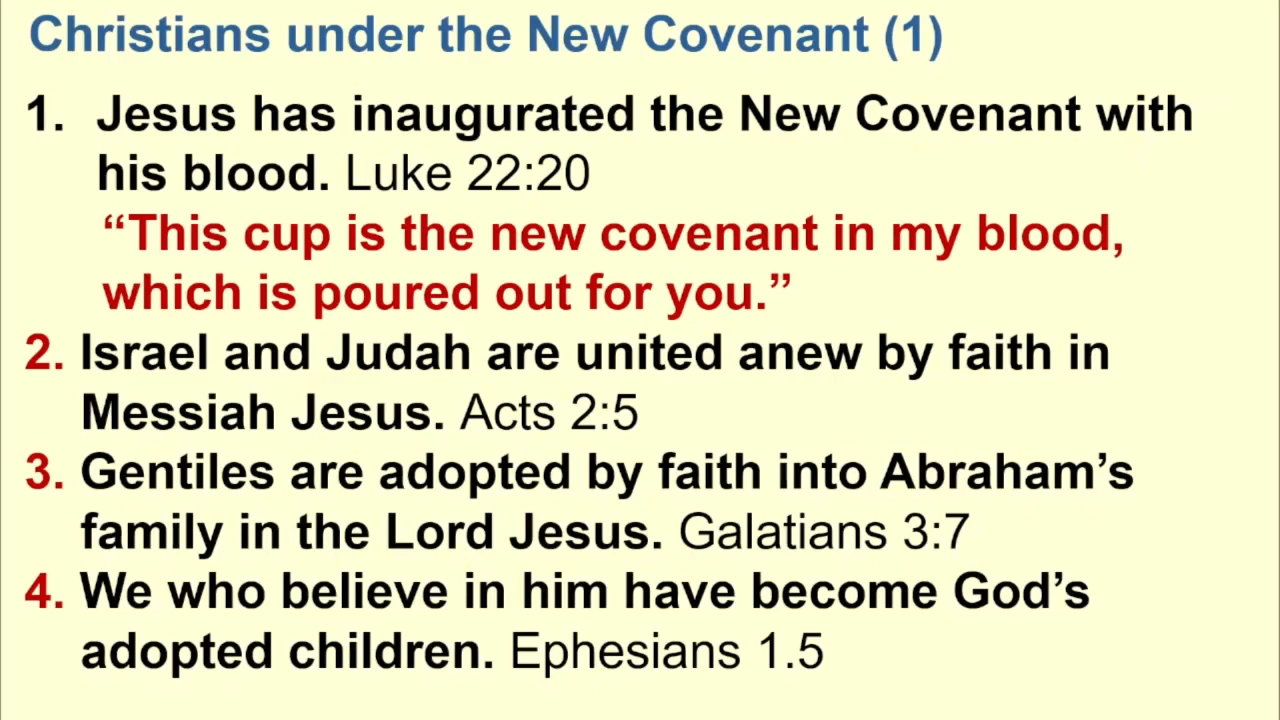 Christians under the New Covenant (1)
1. Jesus has inaugurated the New Covenant with
his blood. Luke 22:20
“This cup is the new covenant in my blood,
which is poured out for you.”
2. Israel and Judah are united anew by faith in
Messiah Jesus. Acts 2:5
3. Gentiles are adopted by faith into Abraham’s
family in the Lord Jesus. Galatians 3:7
4. We who believe in him have become God’s
adopted children. Ephesians 1.5